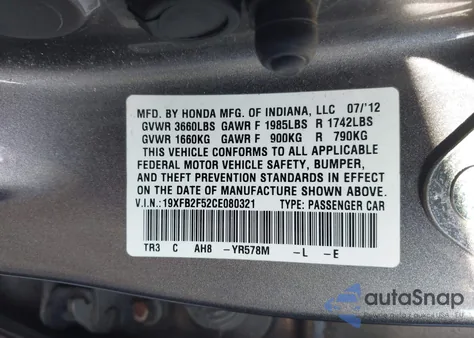 MFD. BY HONDA MFG. OF INDIANA, LLC 07/'12
GVWR 3660LBS GAWR F 1985LBS R 1742LBS
GVWR 1660KG GAWR F 900KG R 790KG
THIS VEHICLE CONFORMS TO ALL APPLICABLE
FEDERAL MOTOR VEHICLE SAFETY, BUMPER,
AND THEFT PREVENTION STANDARDS IN EFFECT
ON THE DATE OF MANUFACTURE SHOWN ABOVE.
V.I.N.:19XFB2F52CE080321 TYPE: PASSENGER CAR
TR3 C AH8 -YR578M -L -E
autoSnap